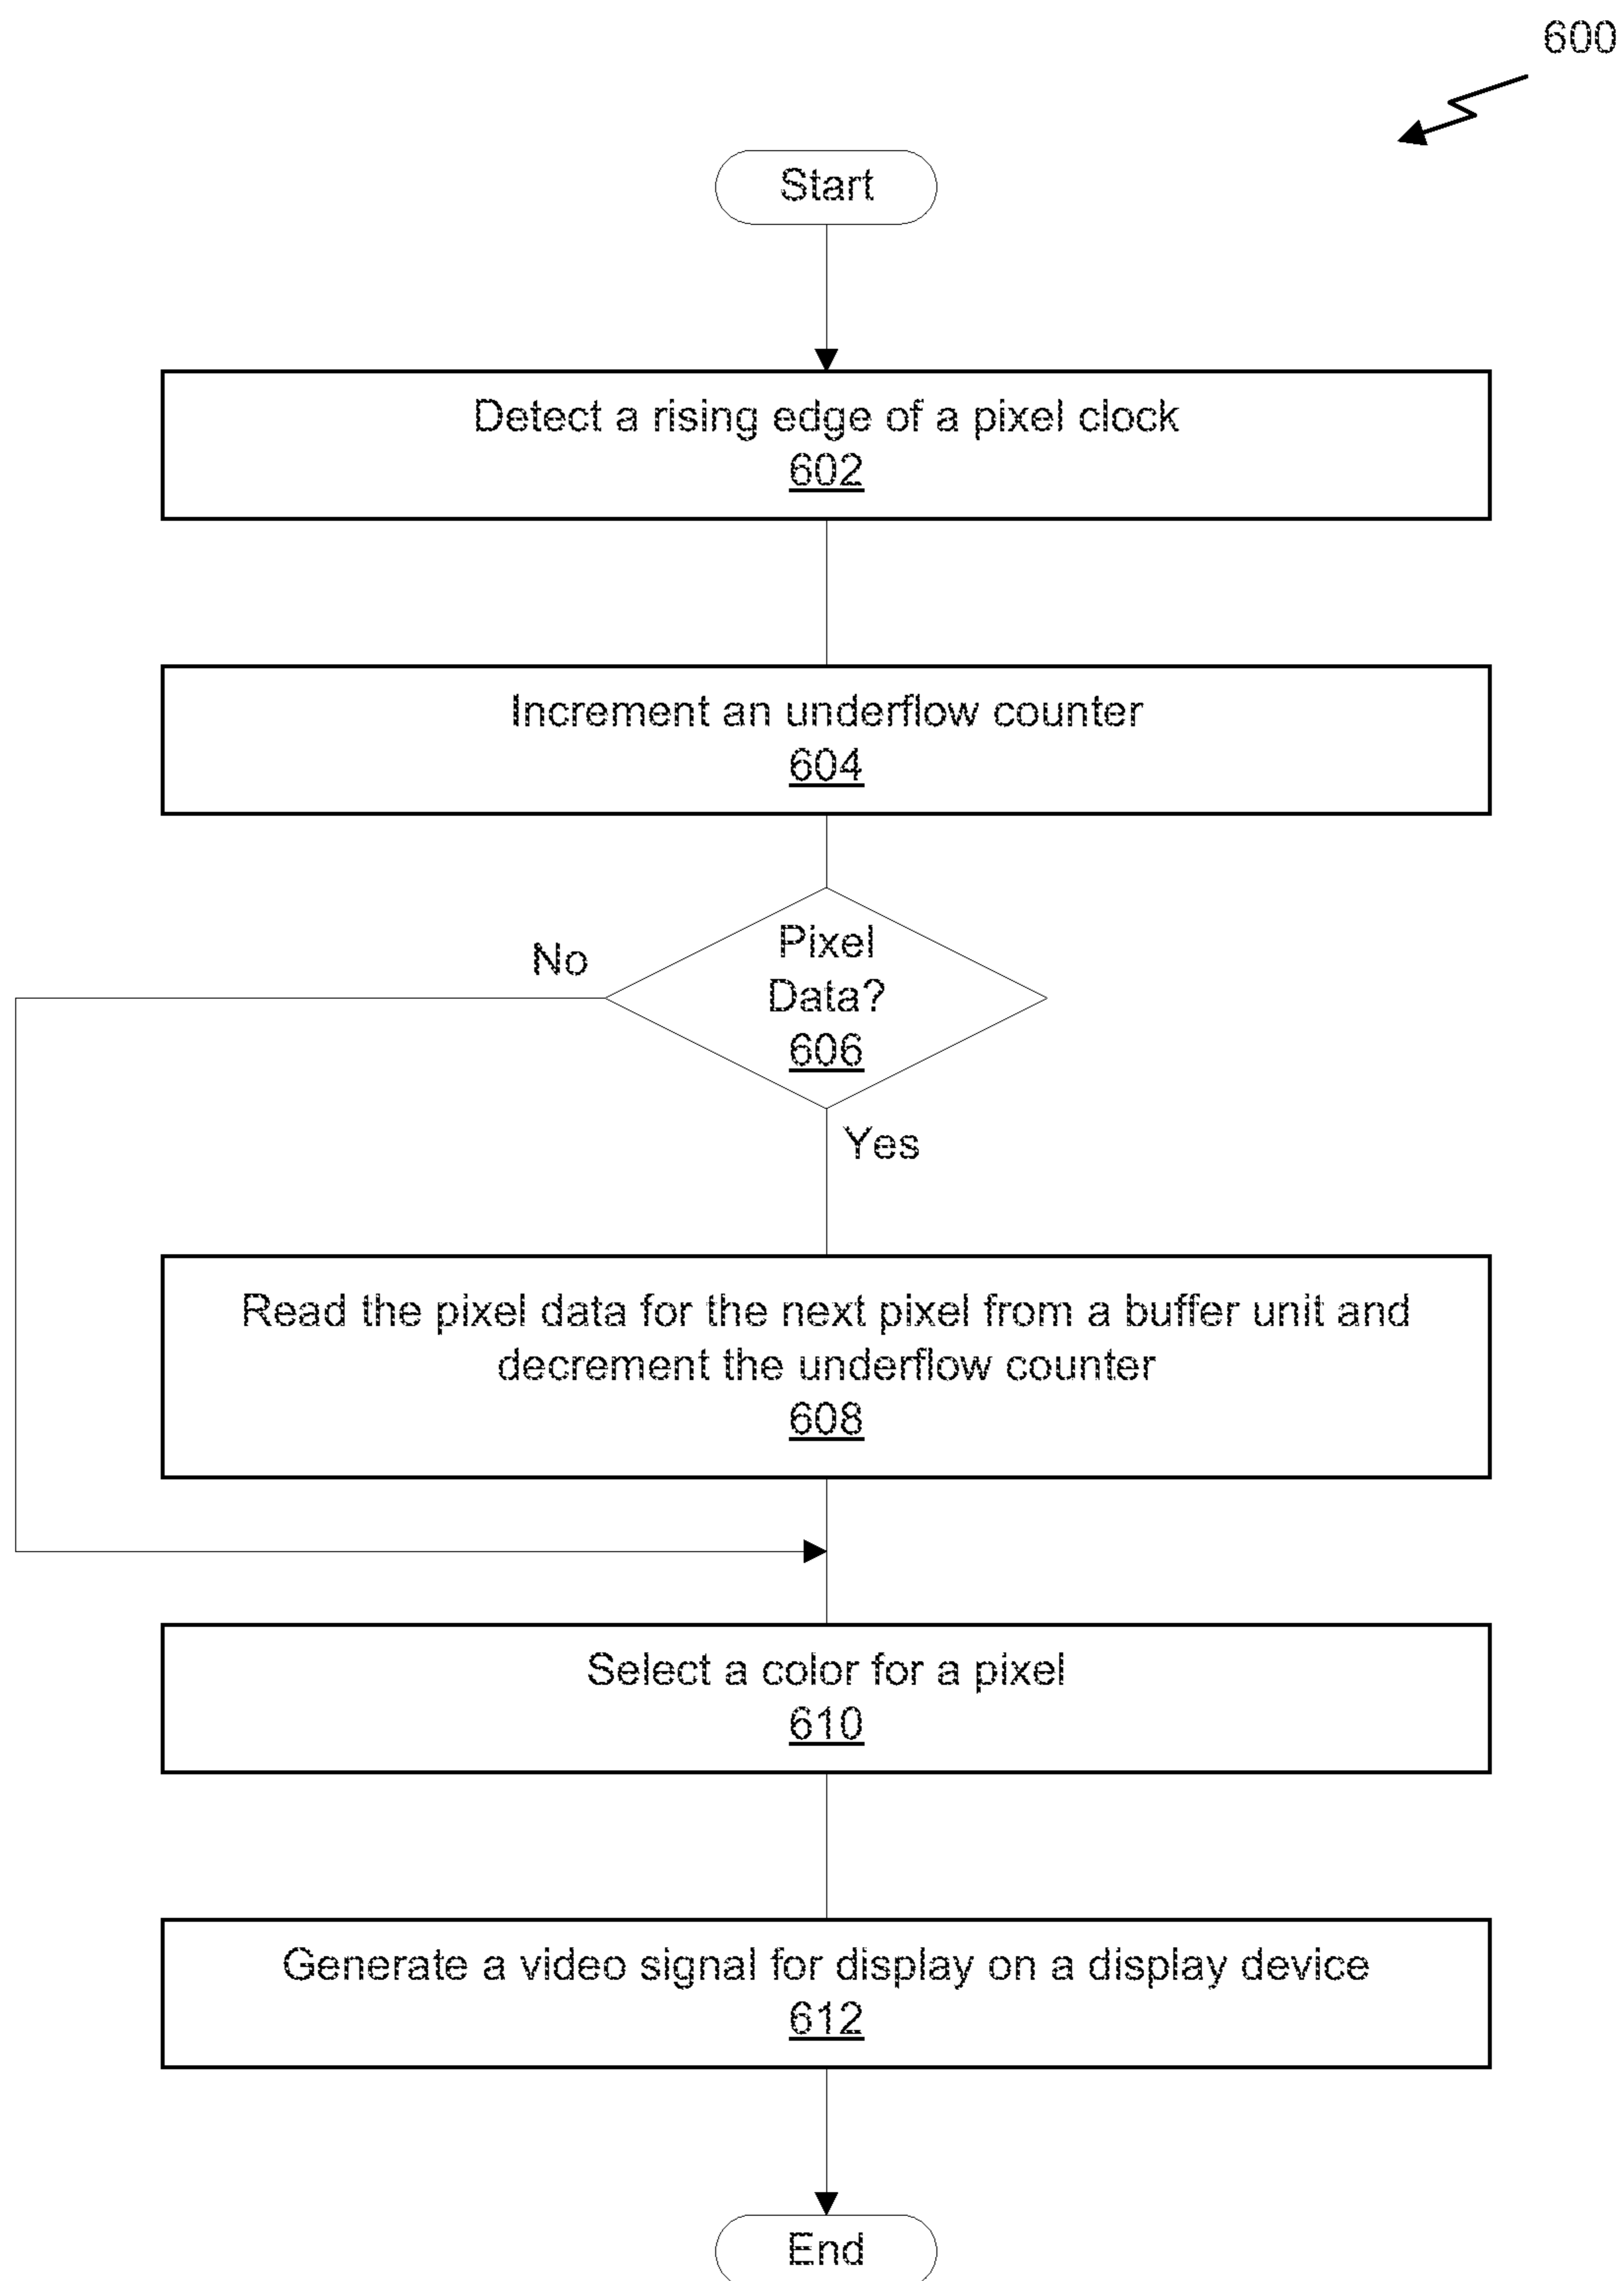 600
Start
Detect a rising edge of a pixel clock
602
Increment an underflow counter
604
No
Pixel
Data?
606
Yes
Read the pixel data for the next pixel from a buffer unit and
decrement the underflow counter
608
Select a color for a pixel
610
Generate a video signal for display on a display device
612
End